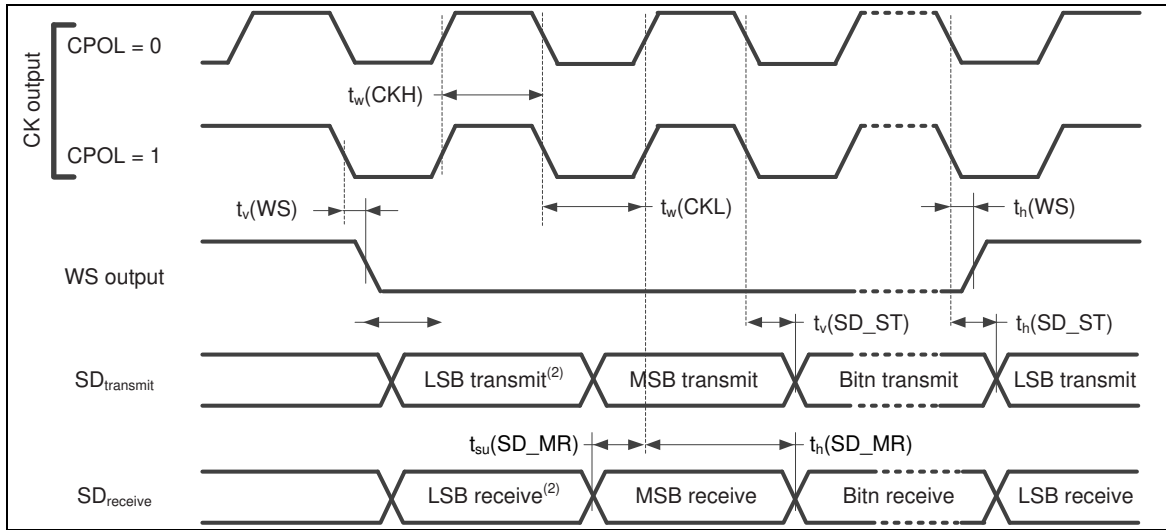 CK output
CPOL = 0
tw(CKH)
CPOL = 1
tv(WS)
tw(CKL)
th(WS)
WS output
tv(SD_ST)
th(SD_ST)
SDtransmit
LSB transmit(2)
MSB transmit
Bitn transmit
LSB transmit
tsu(SD_MR)
th(SD_MR)
SDreceive
LSB receive(2)
MSB receive
Bitn receive
LSB receive